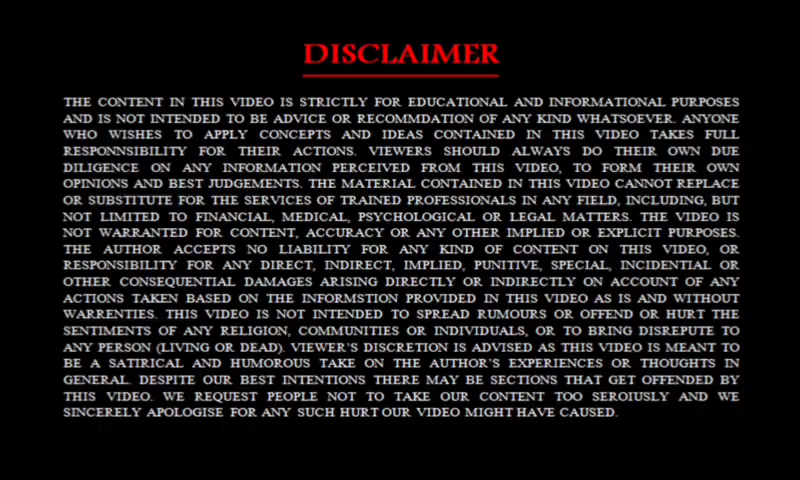 DISCLAIMER
THE CONTENT IN THIS VIDEO IS STRICTLY FOR EDUCATIONAL AND INFORMATIONAL PURPOSES
AND IS NOT INTENDED TO BE ADVICE OR RECOMMDATION OF ANY KIND WHATSOEVER. ANYONE
WHO WISHES TO APPLY CONCEPTS AND IDEAS CONTAINED IN THIS VIDEO TAKES FULL
RESPONNSIBILITY FOR THEIR ACTIONS. VIEWERS SHOULD ALWAYS DO THEIR OWN DUE
DILIGENCE ON ANY INFORMATION PERCEIVED FROM THIS VIDEO, TO FORM THEIR OWN
OPINIONS AND BEST JUDGEMENTS. THE MATERIAL CONTAINED IN THIS VIDEO CANNOT REPLACE
OR SUBSTITUTE FOR THE SERVICES OF TRAINED PROFESSIONALS IN ANY FIELD, INCLUDING, BUT
NOT LIMITED TO FINANCIAL, MEDICAL, PSYCHOLOGICAL OR LEGAL MATTERS. THE VIDEO IS
NOT WARRANTED FOR CONTENT, ACCURACY OR ANY OTHER IMPLIED OR EXPLICIT PURPOSES.
THE AUTHOR ACCEPTS NO LIABILITY FOR ANY KIND OF CONTENT ON THIS VIDEO, OR
RESPONSIBILITY FOR ANY DIRECT, INDIRECT, IMPLIED, PUNITIVE, SPECIAL, INCIDENTAL OR
OTHER CONSEQUENTIAL DAMAGES ARISING DIRECTLY OR INDIRECTLY ON ACCOUNT OF ANY
ACTIONS TAKEN BASED ON THE INFORMSTION PROVIDED IN THIS VIDEO AS IS AND WITHOUT
WARRENTIES. THIS VIDEO IS NOT INTENDED TO SPREAD RUMOURS OR OFFEND OR HURT THE
SENTIMENTS OF ANY RELIGION, COMMUNITIES OR INDIVIDUALS, OR TO BRING DISREPUTE TO
ANY PERSON (LIVING OR DEAD). VIEWER'S DISCRETION IS ADVISED AS THIS VIDEO IS MEANT TO
BE A SATIRICAL AND HUMOROUS TAKE ON THE AUTHOR'S EXPERIENCES OR THOUGHTS IN
GENERAL. DESPITE OUR BEST INTENTIONS THERE MAY BE SECTIONS THAT GET OFFENDED BY
THIS VIDEO. WE REQUEST PEOPLE NOT TO TAKE OUR CONTENT TOO SEROIUSLY AND WE
SINCERELY APOLOGISE FOR ANY SUCH HURT OUR VIDEO MIGHT HAVE CAUSED.